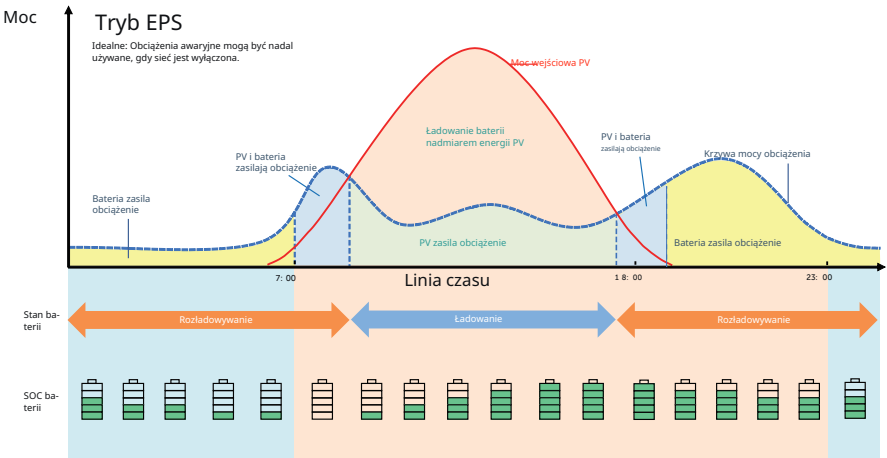 Moc
Tryb EPS
Idealne: Obciążenia awaryjne mogą być nadal
używane, gdy sieć jest wyłączona.
Moc wejściowa PV
Ładowanie baterii
nadmiarem energii PV
PV i bateria
zasilają obciążenie
PV i bateria
zasilają obciążenie
Krzywa mocy obciążenia
Bateria zasila
obciążenie
PV zasila obciążenie
Bateria zasila obciążenie
7: 00
Linia czasu
1 8: 00
23: 00
Stan ba-
terii
Rozładowywanie
Ładowanie
Rozładowywanie
SOC ba-
terii